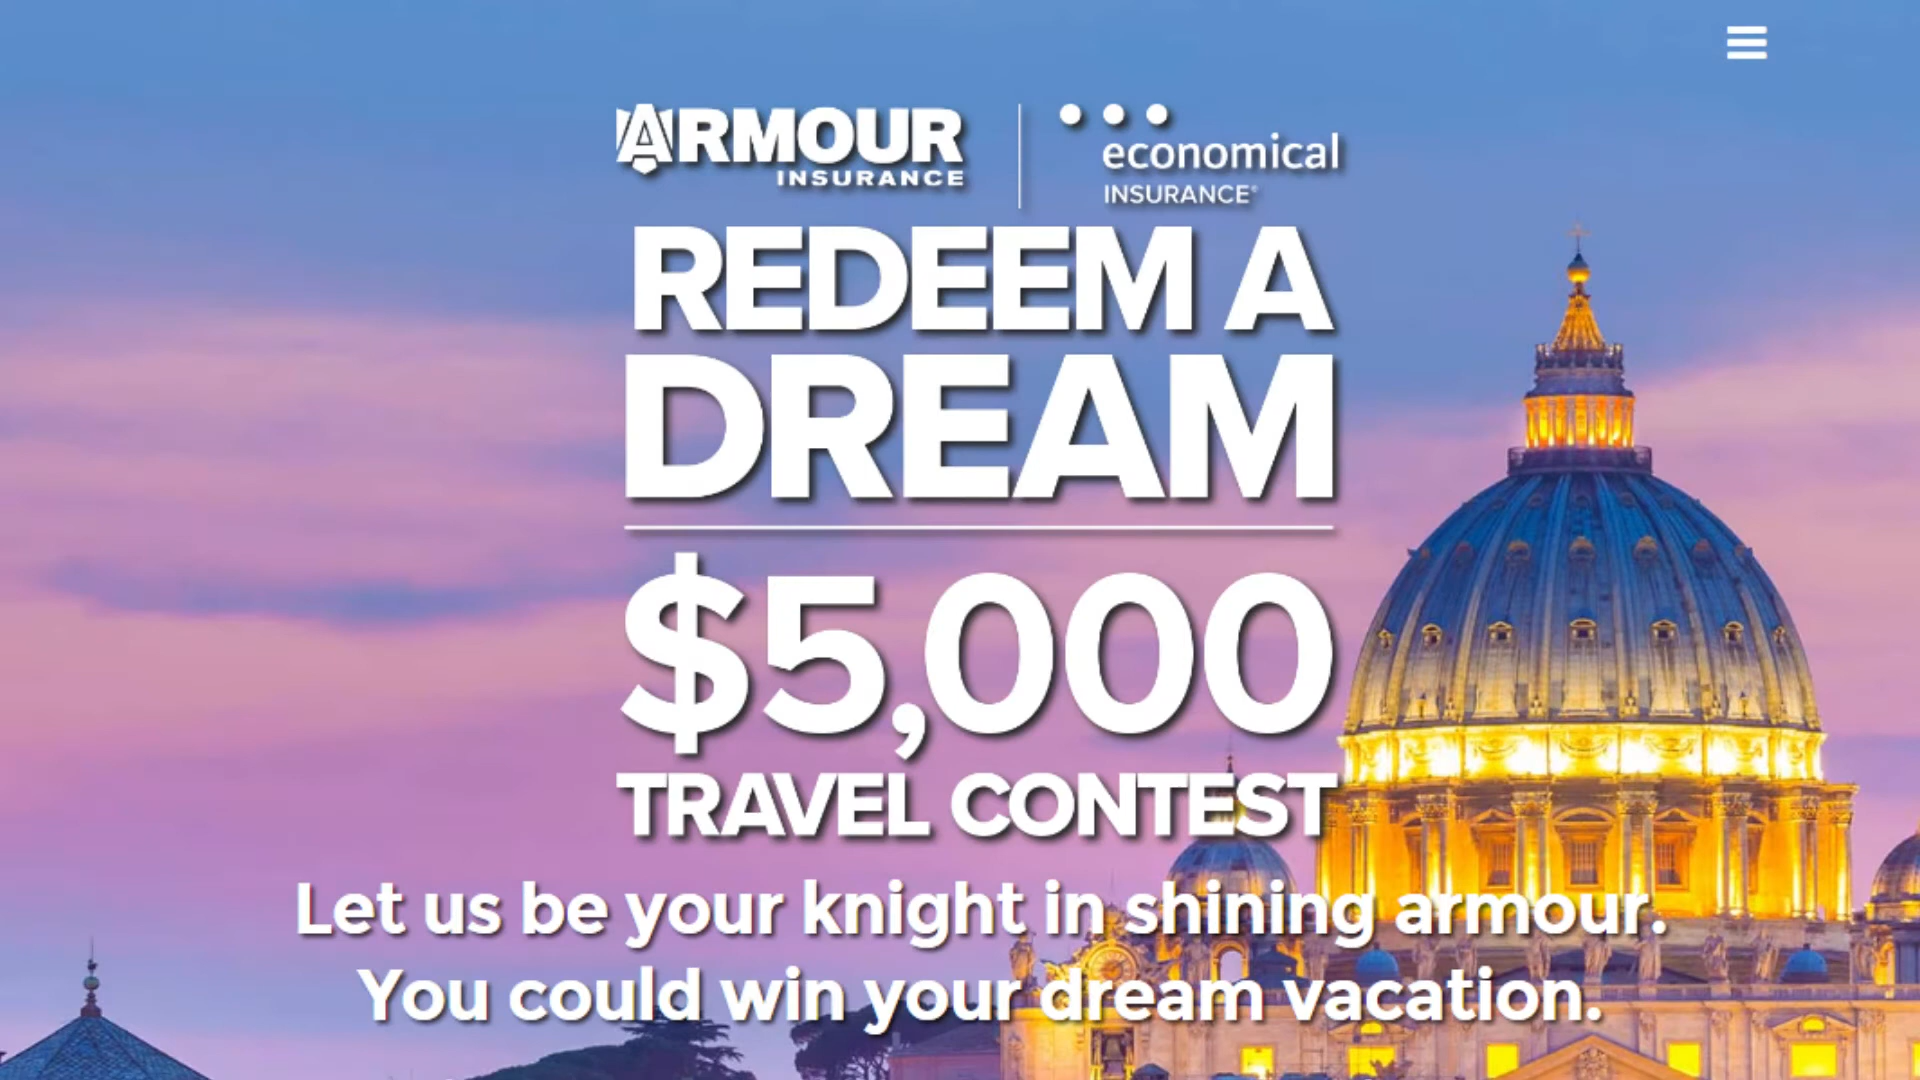 ARMOUR
INSURANCE
economical
INSURANCE®
REDEEM A
DREAM
$5,000
TRAVEL CONTEST
Let us be your knight in shining armour.
You could win your dream vacation.